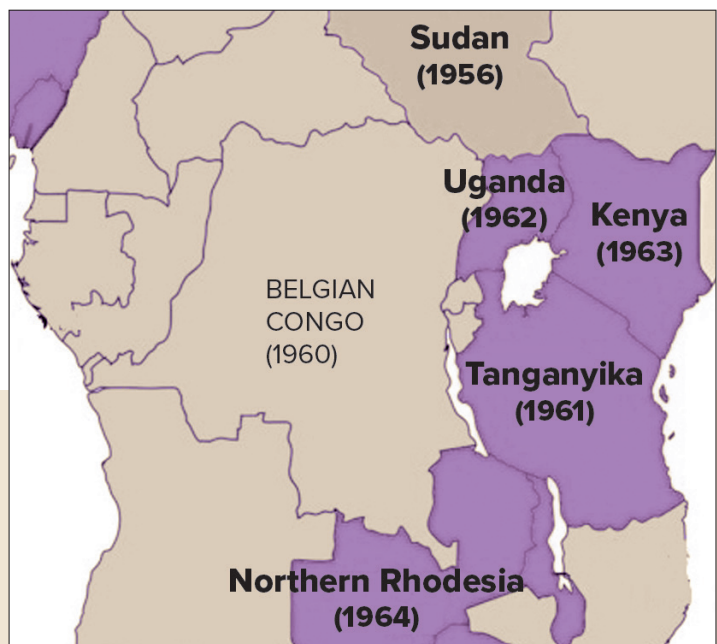 Sudan
(1956)
Uganda
(1962)
Kenya
(1963)
BELGIAN
CONGO
(1960)
Tanganyika
(1961)
Northern Rhodesia
(1964)